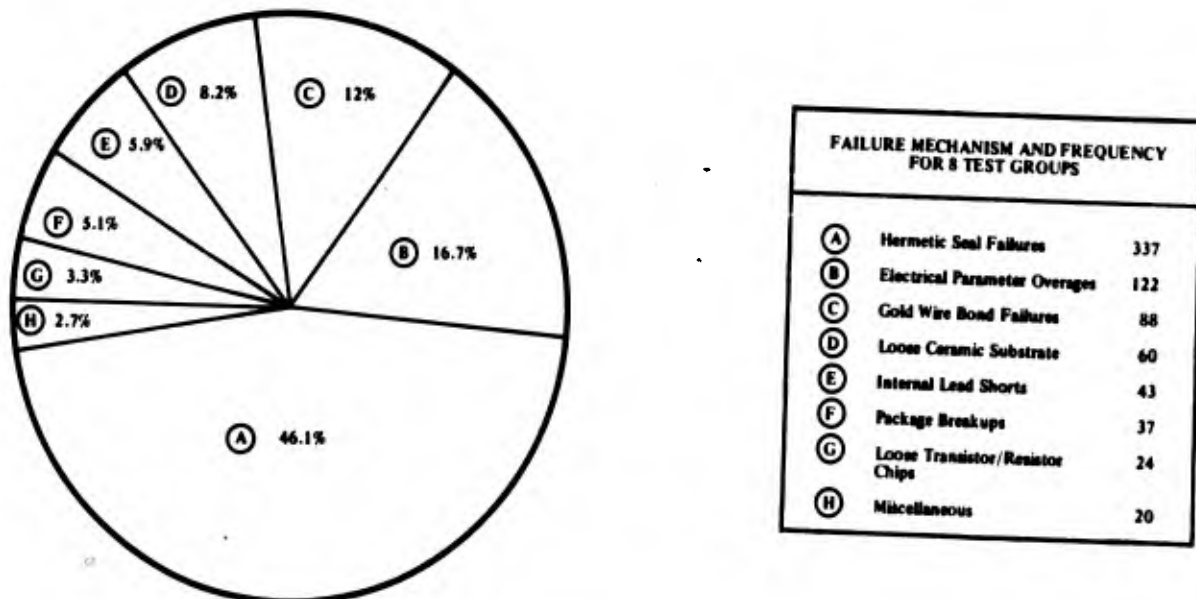 D 8.2%
C 12%
E 5.9%
B 16.7%
F 5.1%
G 3.3%
H 2.7%
A 46.1%
FAILURE MECHANISM AND FREQUENCY
FOR 8 TEST GROUPS
A Hermetic Seal Failures 337
B Electrical Parameter Overages 122
C Gold Wire Bond Failures 88
D Loose Ceramic Substrate 60
E Internal Lead Shorts 43
F Package Breakups 37
G Loose Transistor/Resistor 24
Chips
H Miscellaneous 20